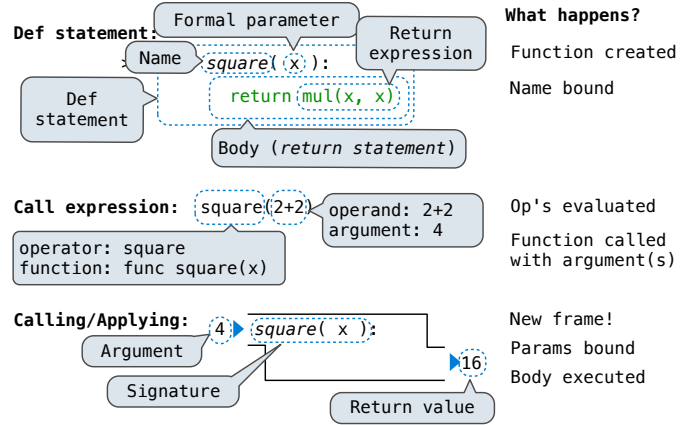 Formal parameter
What happens?
Def statement:
Return
expression
Name
> square( x ):
Function created
return mul(x, x)
Name bound
Def
statement
Body (return statement)
Call expression: square(2+2)
operand: 2+2
argument: 4
Op's evaluated
operator: square
function: func square(x)
Function called
with argument(s)
Calling/Applying: 4 square( x ):
New frame!
Argument
Params bound
16
Signature
Body executed
Return value